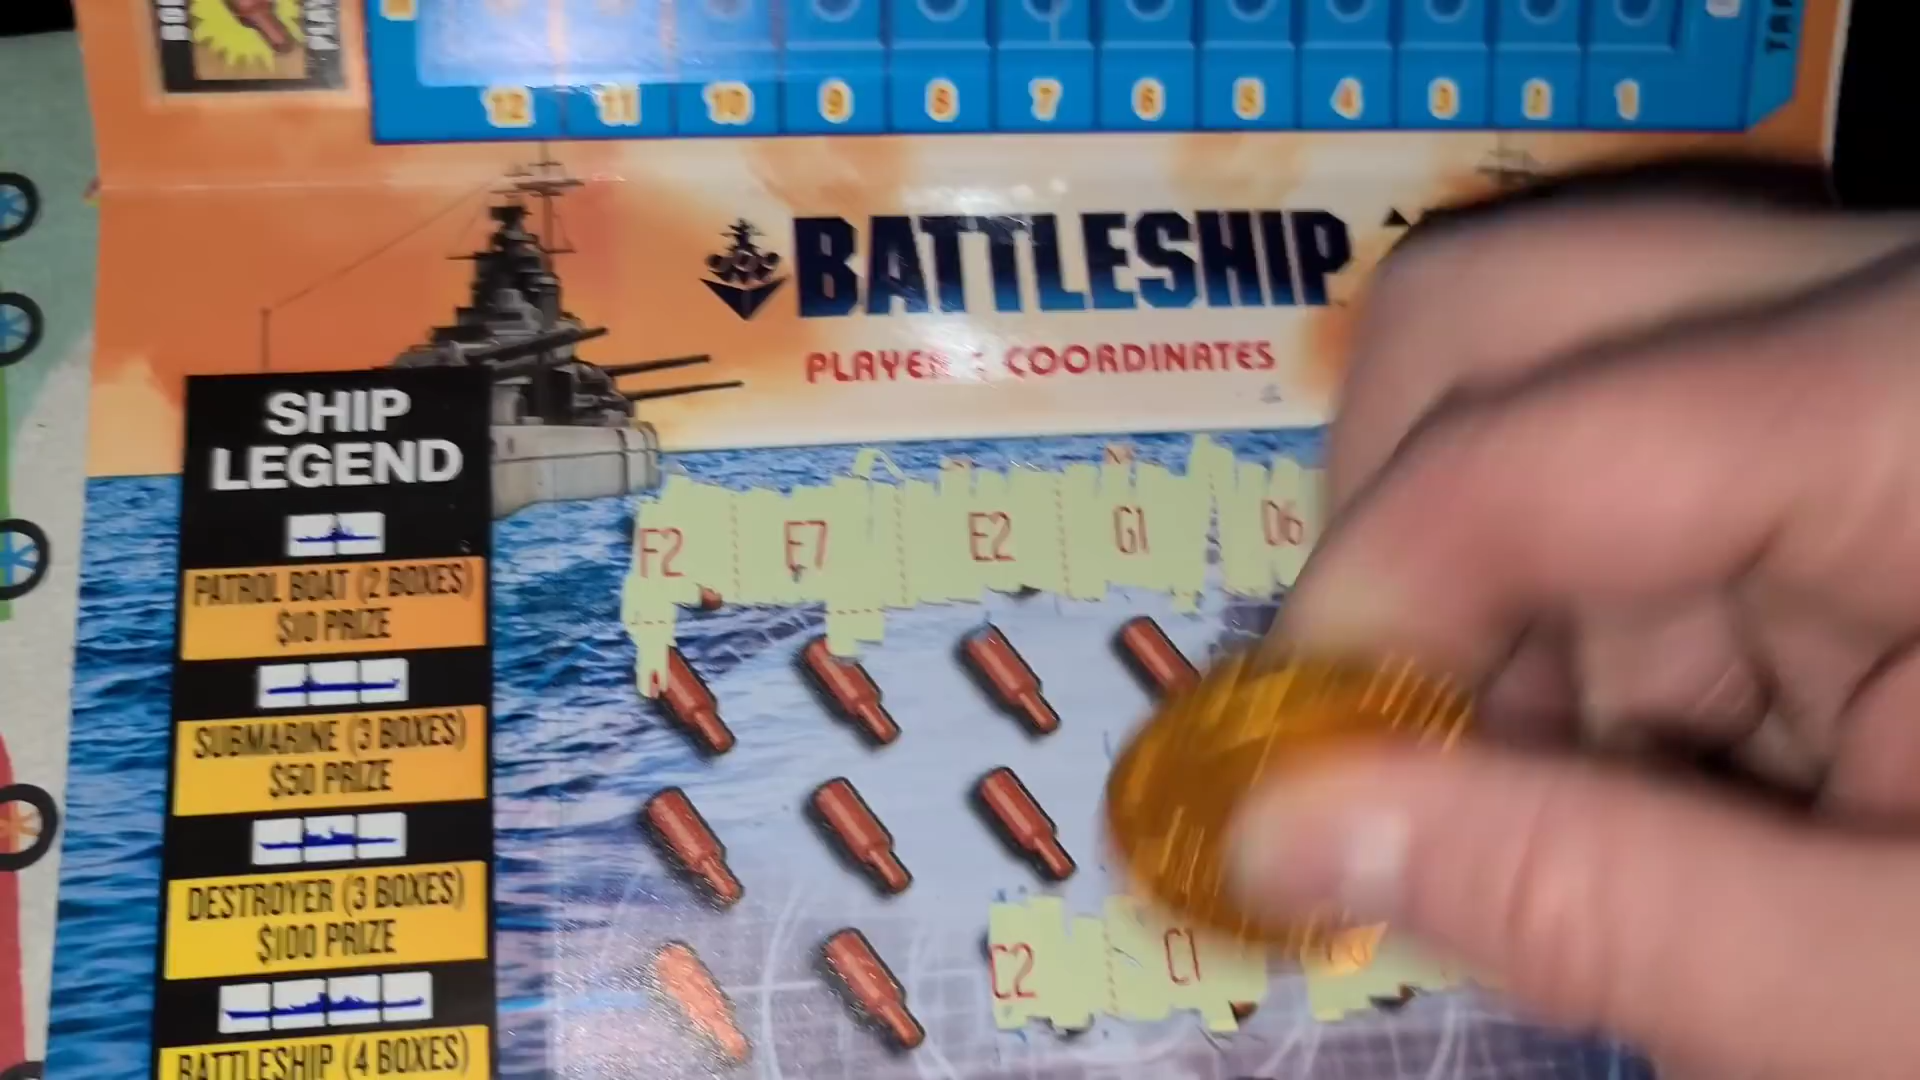 12 11 10 9 8 7 6 5 4 3 2 1
BATTLESHIP
PLAYER'S COORDINATES
SHIP
LEGEND
PATROL BOAT (2 BOXES)
$10 PRIZE
SUBMARINE (3 BOXES)
$50 PRIZE
DESTROYER (3 BOXES)
$100 PRIZE
BATTLESHIP (4 BOXES)
F2 E7 E2 G1 D6
C2 C1